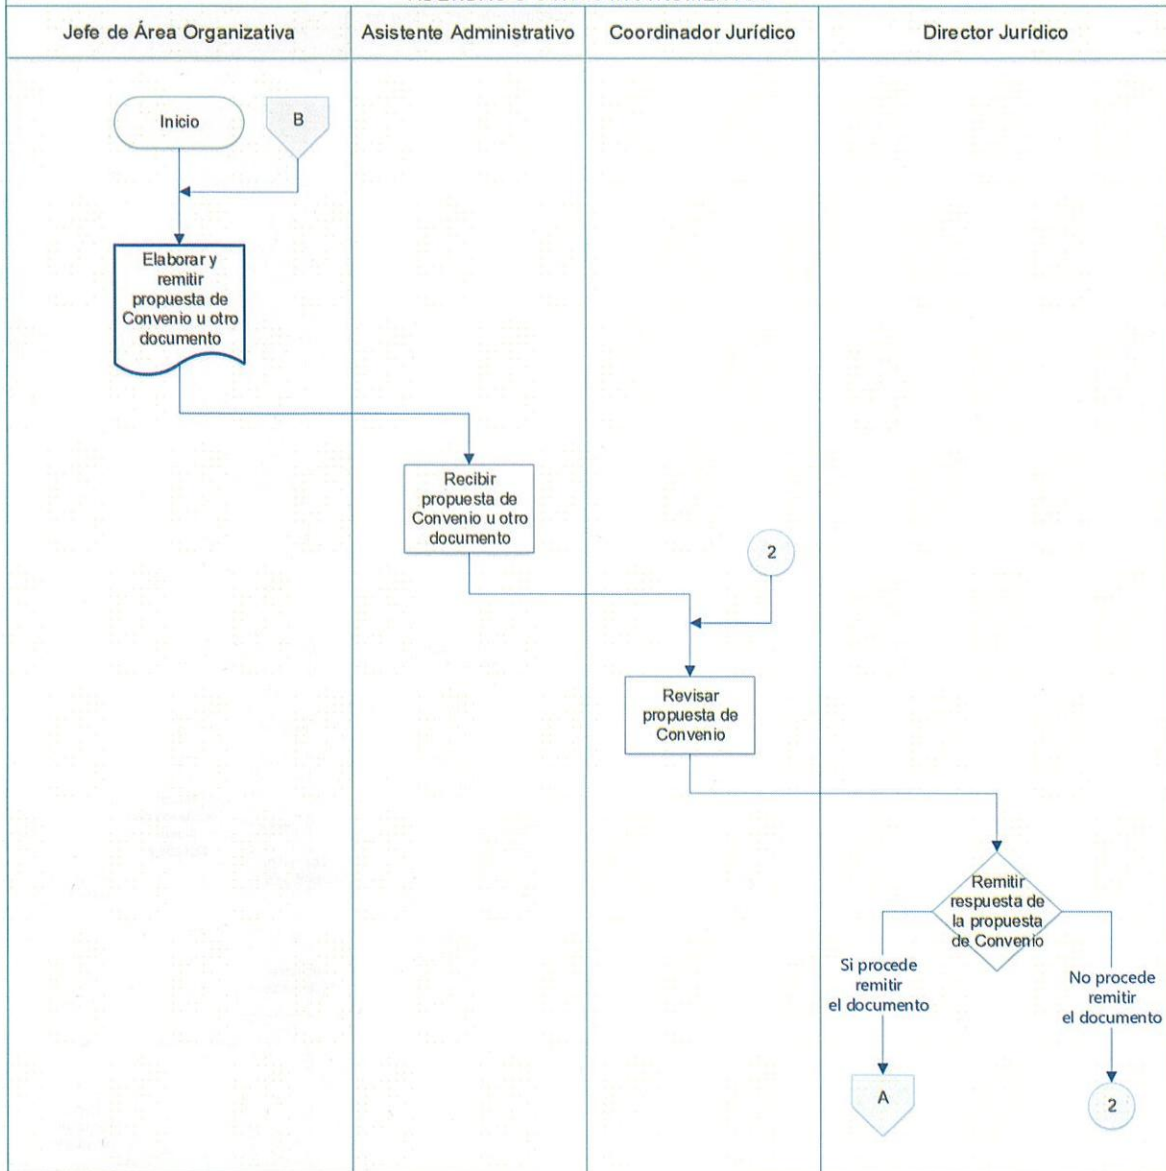 Jefe de Área Organizativa
Asistente Administrativo
Coordinador Jurídico
Director Jurídico
Inicio
B
Elaborar y
remitir
propuesta de
Convenio u otro
documento
Recibir
propuesta de
Convenio u otro
documento
2
Revisar
propuesta de
Convenio
Remitir
respuesta de
la propuesta
de Convenio
Si procede
remitir
el documento
No procede
remitir
el documento
A
2